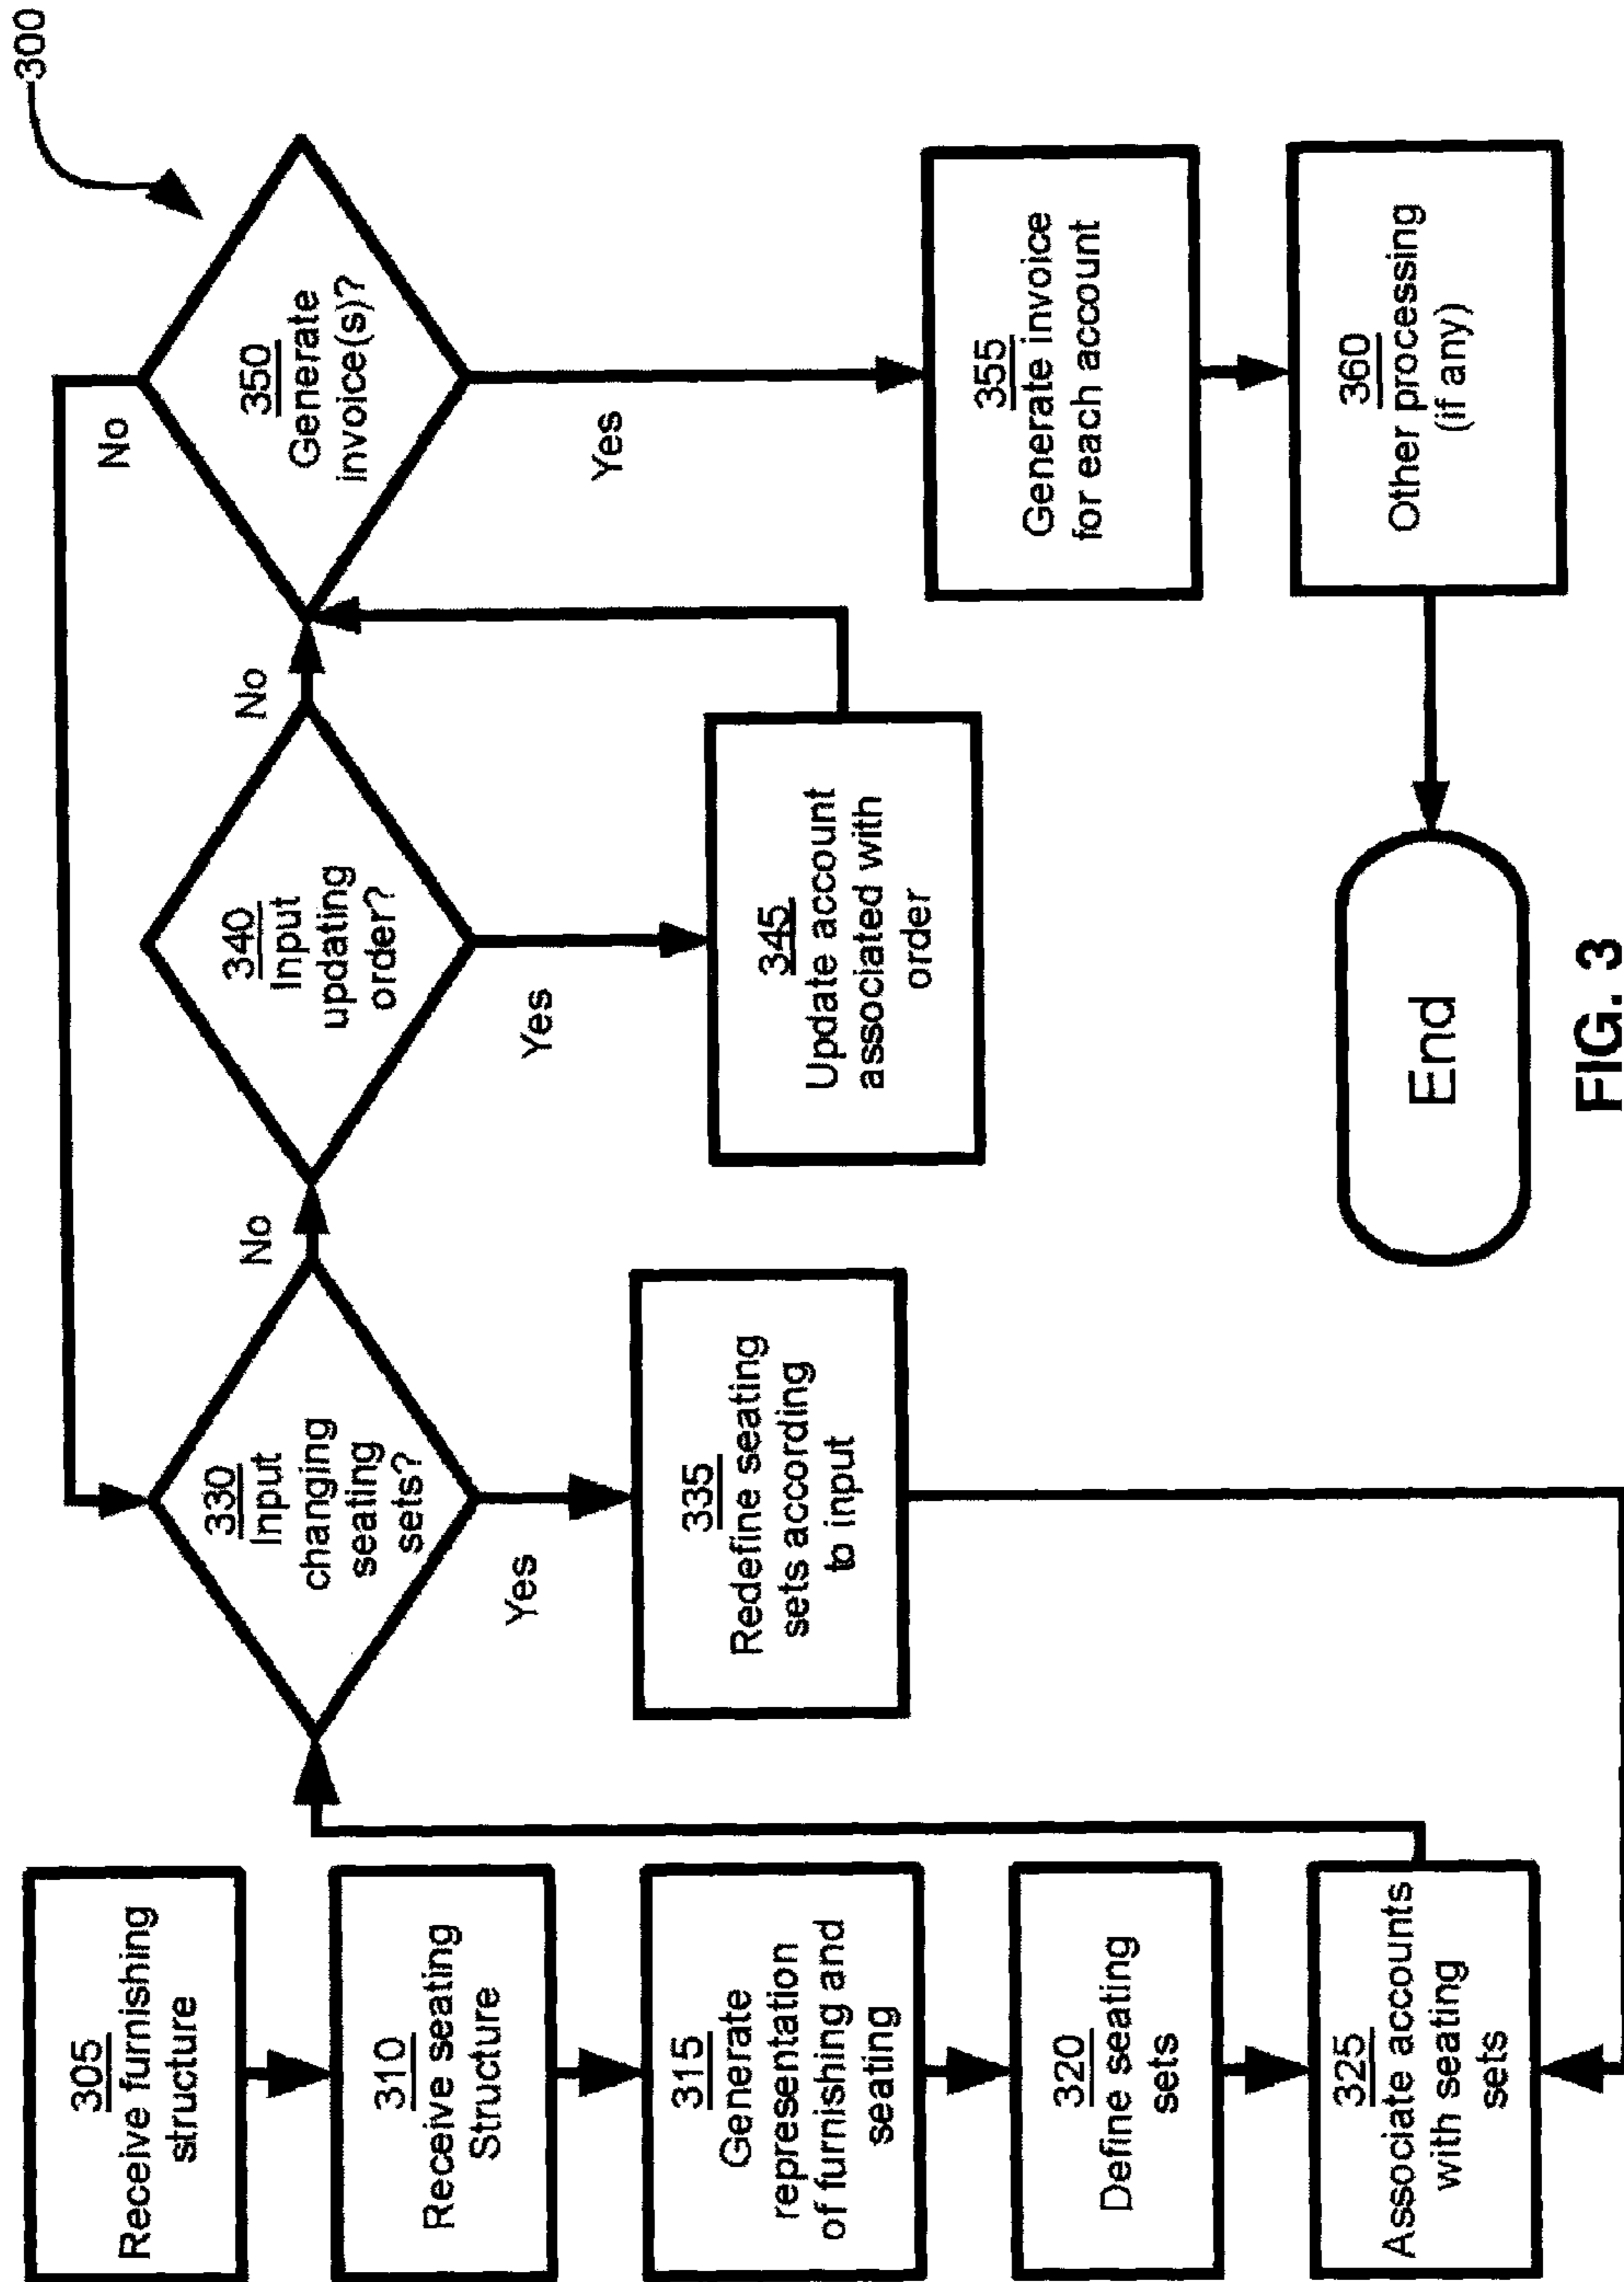 300
305
Receive furnishing
structure
310
Receive seating
Structure
315
Generate
representation
of furnishing and
seating
320
Define seating
sets
325
Associate accounts
with seating
sets
330
Input
changing
seating
sets?
No
Yes
335
Redefine seating
sets according
to input
340
Input
updating
order?
No
Yes
345
Update account
associated with
order
350
Generate
invoice(s)?
No
Yes
355
Generate invoice
for each account
360
Other processing
(if any)
End
FIG. 3